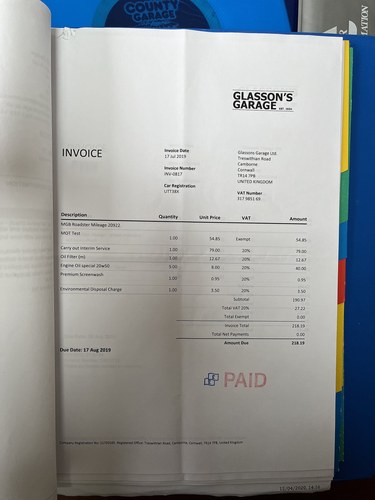 COUNTY
GARAGE
GLASSON'S
GARAGE
INVOICE
Invoice Date
17 Jul 2019
Invoice Number
INV-0817
Car Registration
Glassons Garage Ltd
Treswithian Road
Camborne
Cornwall
TR14 7PB
UNITED KINGDOM
VAT Number
Description Quantity Unit Price VAT Amount
MGB Roadster Mileage 20922
MOT Test 1.00 54.85 Exempt 54.85
Carry out Interim Service 1.00 79.00 20% 79.00
Oil Filter (m) 1.00 12.67 20% 12.67
Engine Oil special 20w50 5.00 8.00 20% 40.00
Premium Screenwash 1.00 0.95 20% 0.95
Environmental Disposal Charge 1.00 3.50 20% 3.50
Subtotal 190.97
Total VAT 20% 27.22
Total Exempt 0.00
Invoice Total 218.19
Total Net Payments 0.00
Amount Due 218.19
Due Date: 17 Aug 2019
PAID